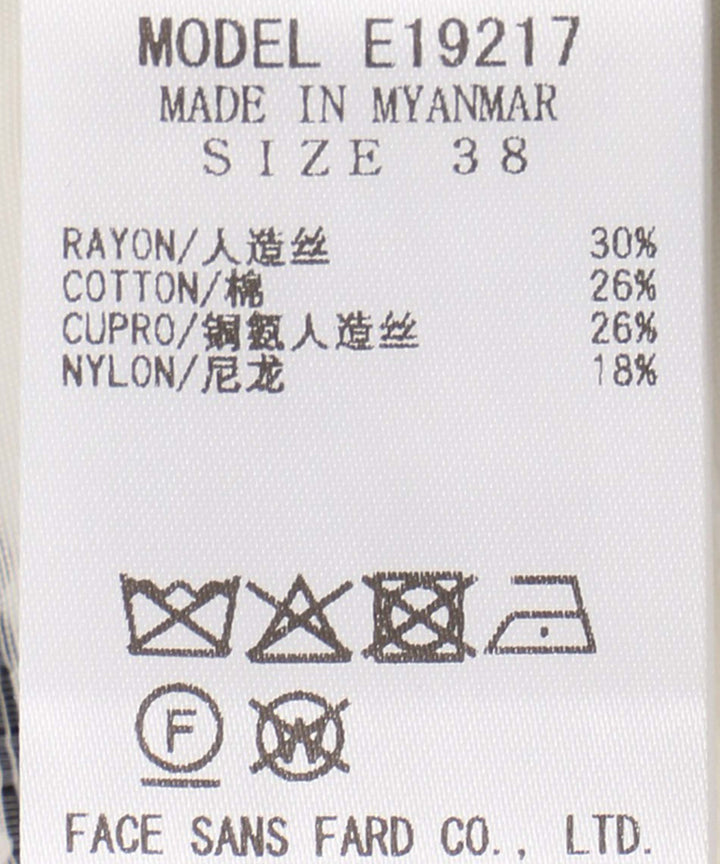 MODEL E19217
MADE IN MYANMAR
SIZE 38
RAYON/人造丝 30%
COTTON/棉 26%
CUPRO/铜氨人造丝 26%
NYLON/尼龙 18%
F W
FACE SANS FARD CO., LTD.